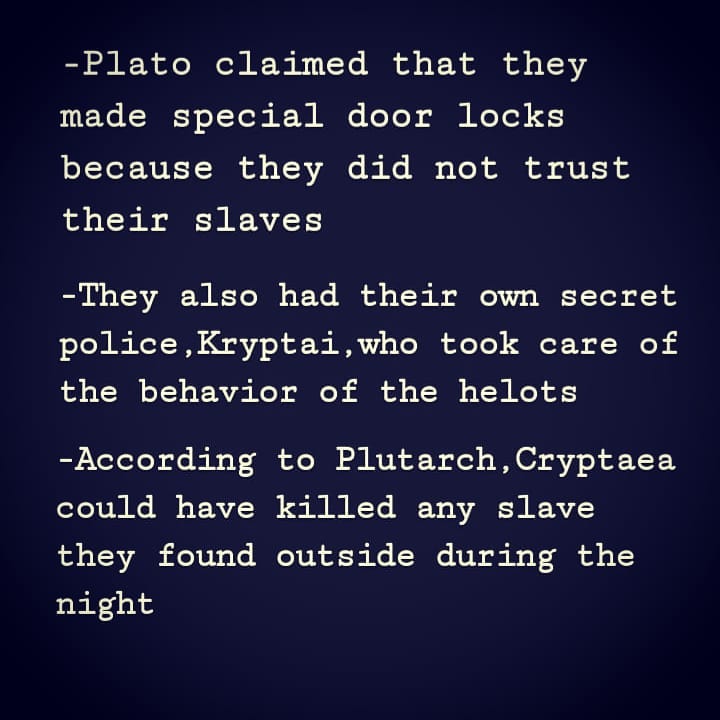 -Plato claimed that they
made special door locks
because they did not trust
their slaves
-They also had their own secret
police,Kryptai,who took care of
the behavior of the helots
-According to Plutarch,Cryptaea
could have killed any slave
they found outside during the
night